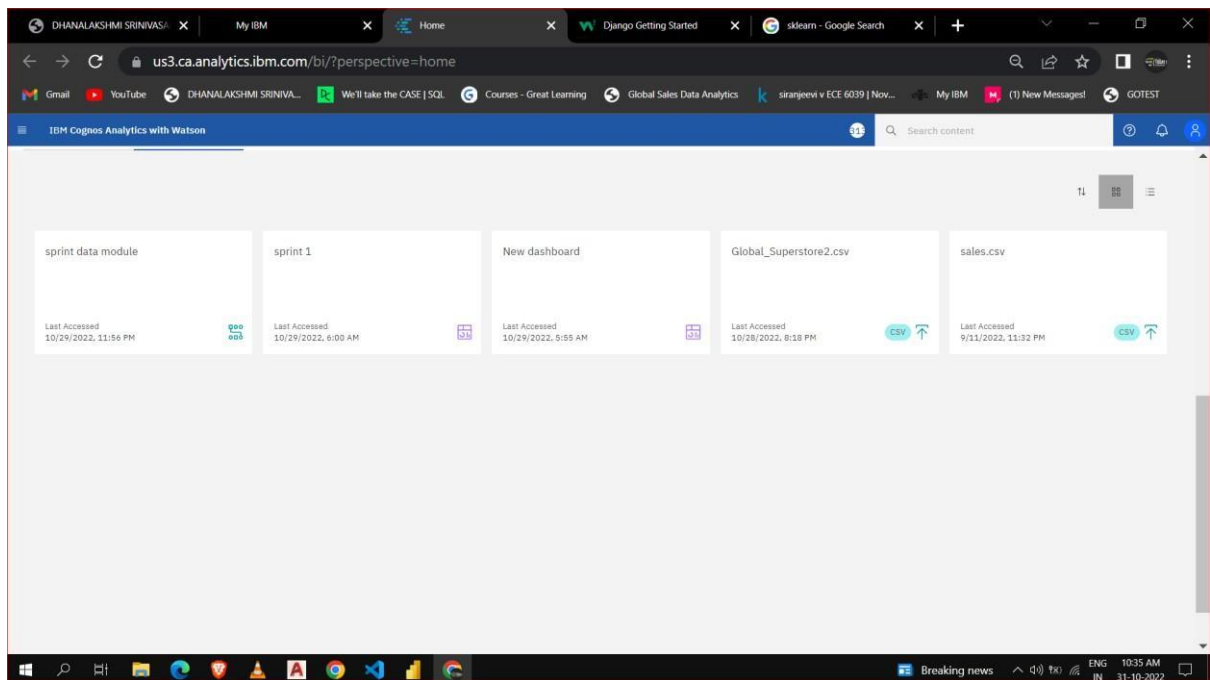 DHANALAKSHMI SRINIVASA My IBM Home Django Getting Started sklearn - Google Search
us3.ca.analytics.ibm.com/bi/?perspective=home
Gmail YouTube DHANALAKSHMI SRINIVA... We'll take the CASE | SQL Courses - Great Learning Global Sales Data Analytics siranjeevi v ECE 6039 | Nov... My IBM (1) New Messages! GOTEST
IBM Cognos Analytics with Watson Search content
sprint data module sprint 1 New dashboard Global_Superstore2.csv sales.csv
Last Accessed Last Accessed Last Accessed Last Accessed Last Accessed
10/29/2022, 11:56 PM 10/29/2022, 6:00 AM 10/29/2022, 5:55 AM 10/28/2022, 8:18 PM CSV 9/11/2022, 11:32 PM CSV
Breaking news ENG 10:35 AM
IN 31-10-2022